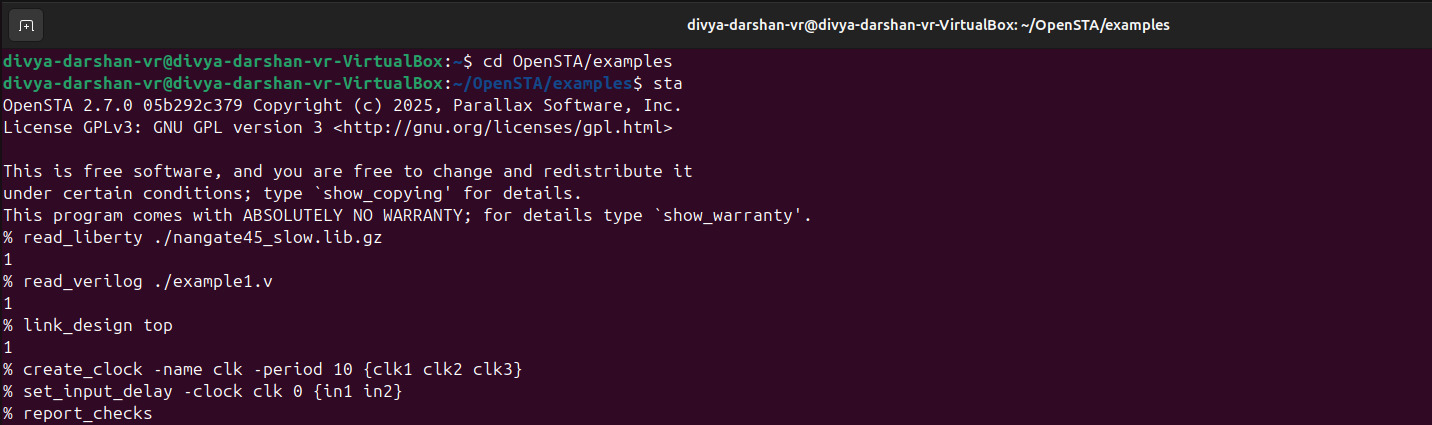 divya-darshan-vr@divya-darshan-vr-VirtualBox: ~/OpenSTA/examples
divya-darshan-vr@divya-darshan-vr-VirtualBox:~$ cd OpenSTA/examples
divya-darshan-vr@divya-darshan-vr-VirtualBox:~/OpenSTA/examples$ sta
OpenSTA 2.7.0 05b292c379 Copyright (c) 2025, Parallax Software, Inc.
License GPLv3: GNU GPL version 3 <http://gnu.org/licenses/gpl.html>
This is free software, and you are free to change and redistribute it
under certain conditions; type `show_copying' for details.
This program comes with ABSOLUTELY NO WARRANTY; for details type `show_warranty'.
% read_liberty ./nangate45_slow.lib.gz
1
% read_verilog ./example1.v
1
% link_design top
1
% create_clock -name clk -period 10 {clk1 clk2 clk3}
% set_input_delay -clock clk 0 {in1 in2}
% report_checks